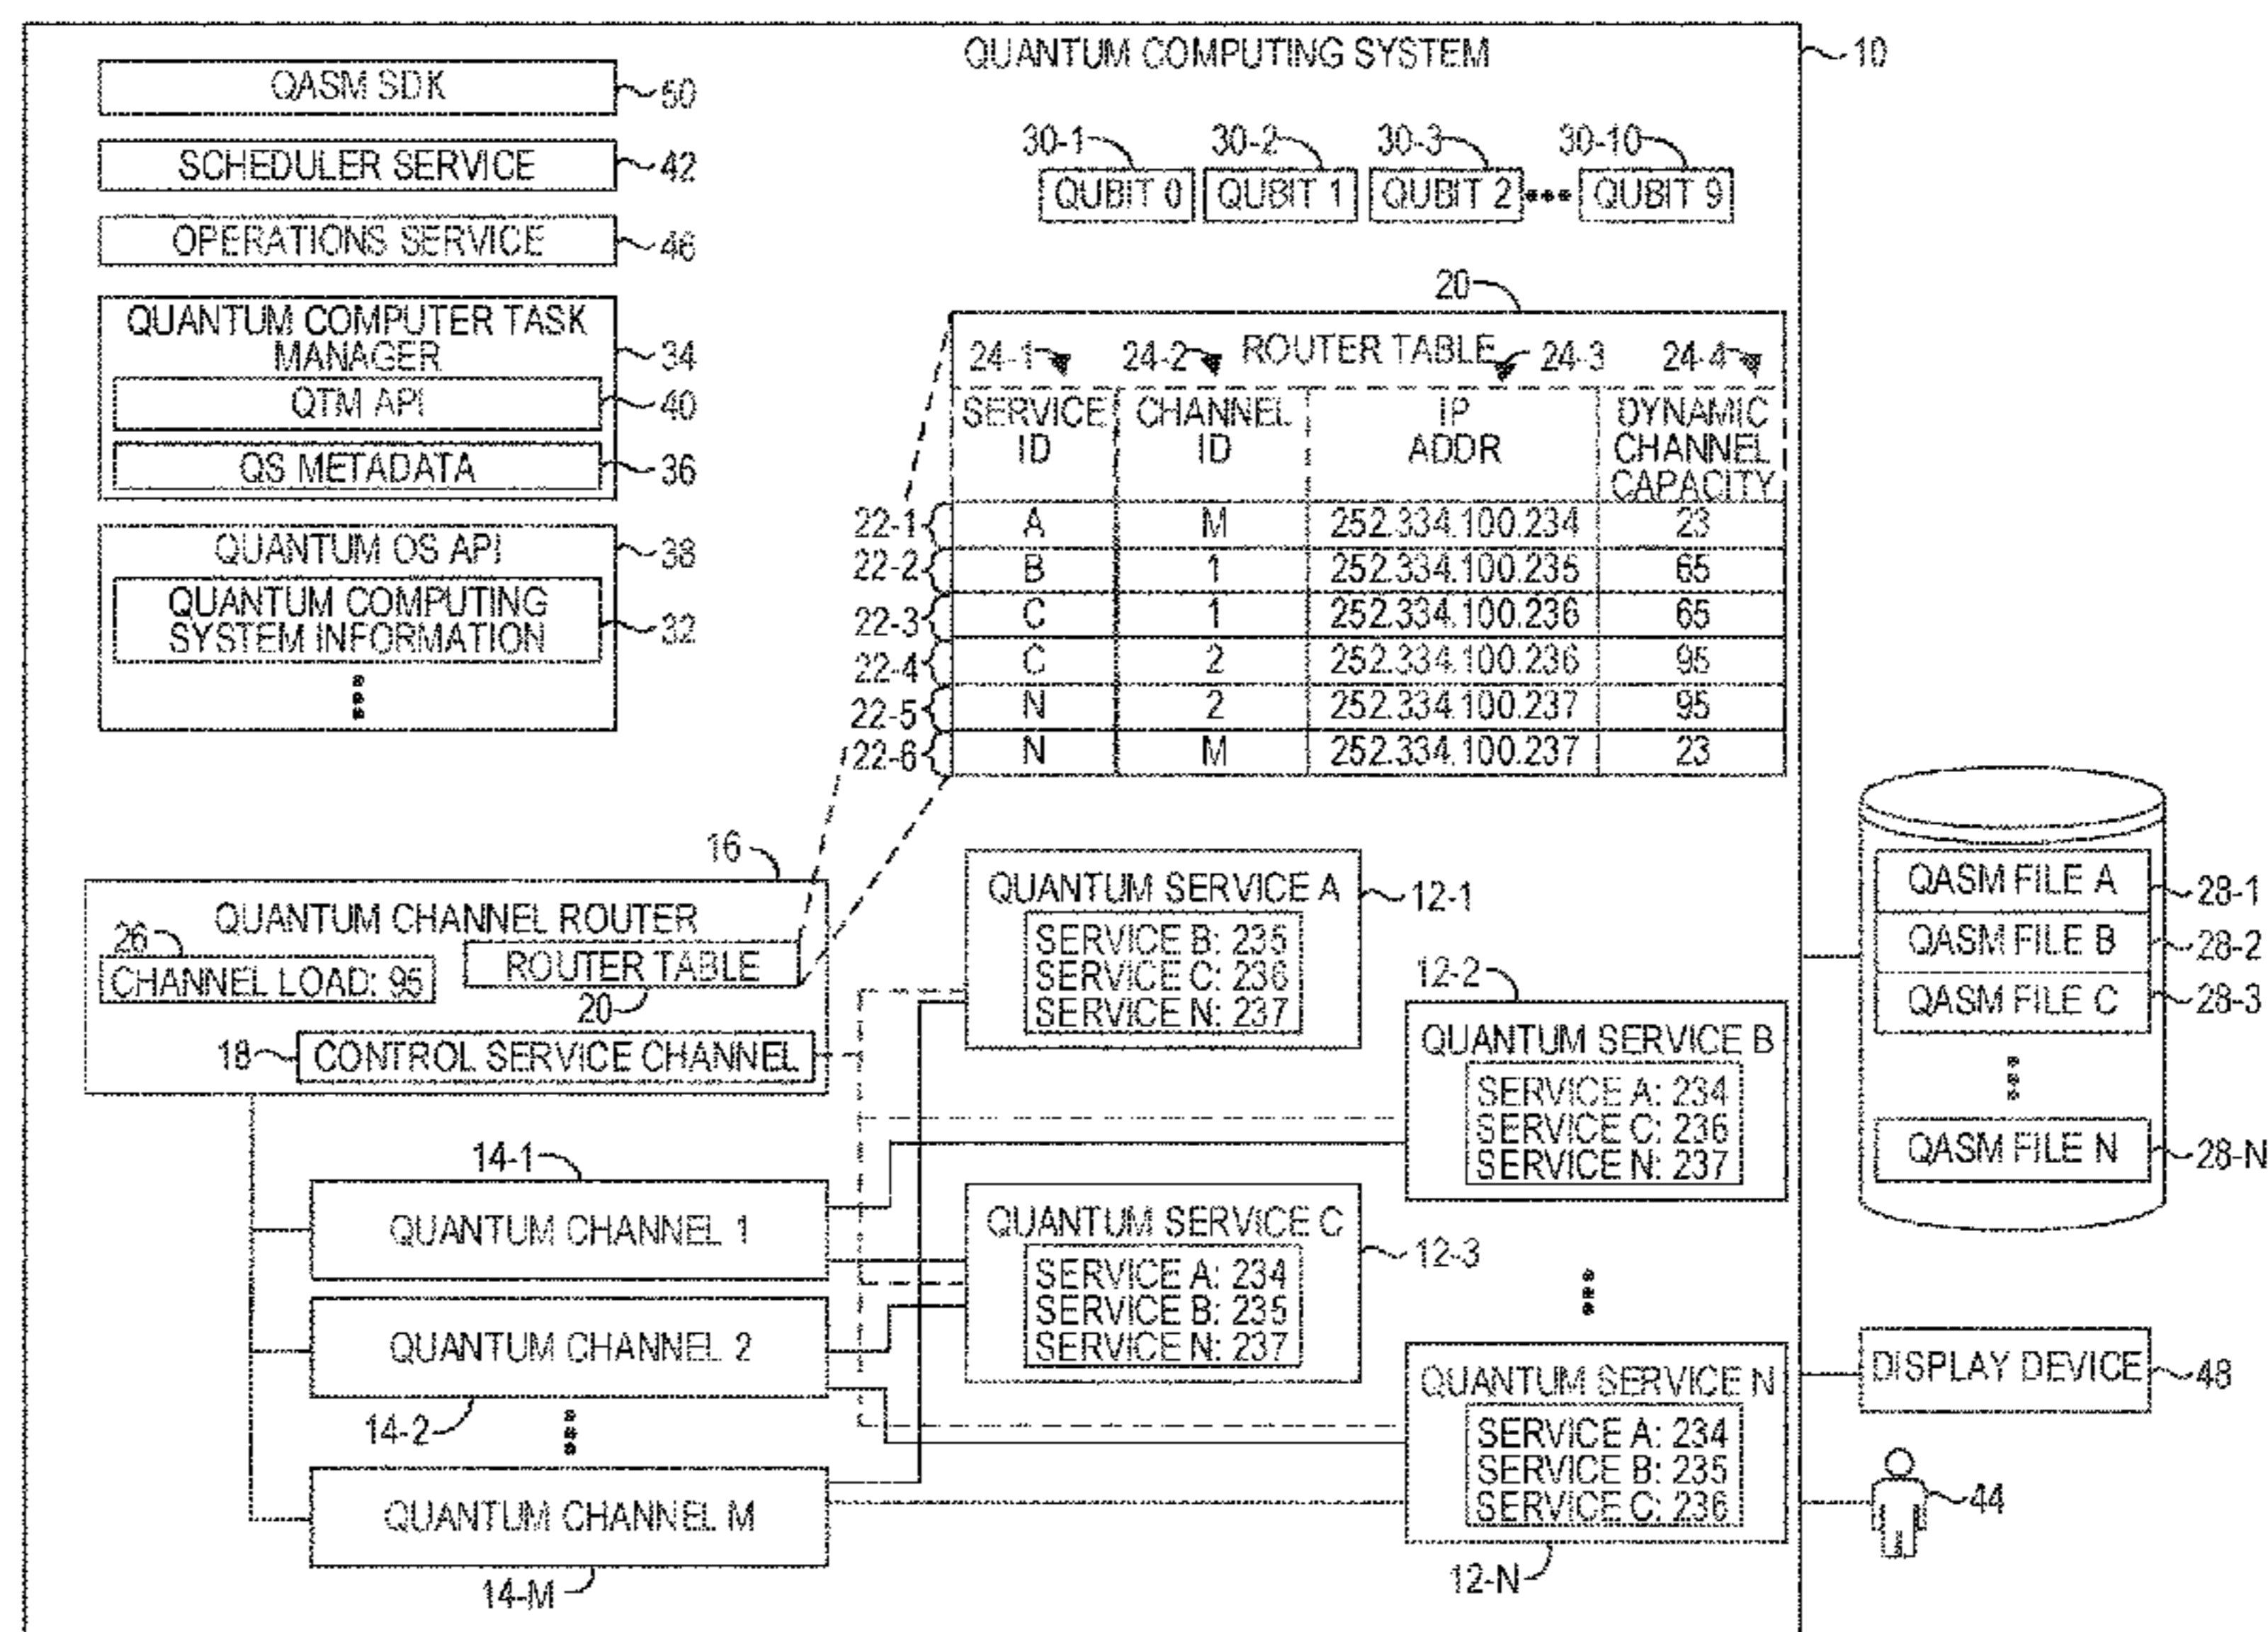 QUANTUM COMPUTING SYSTEM
10
QASM SDK
50
SCHEDULER SERVICE
42
OPERATIONS SERVICE
46
QUANTUM COMPUTER TASK
MANAGER
34
QTM API
40
QS METADATA
36
QUANTUM OS API
38
QUANTUM COMPUTING
SYSTEM INFORMATION
32
30-1 30-2 30-3 30-10
QUBIT 0 QUBIT 1 QUBIT 2 QUBIT 9
20
ROUTER TABLE
24-1 24-2 24-3 24-4
SERVICE ID
CHANNEL ID
IP ADDR
DYNAMIC CHANNEL CAPACITY
22-1 A M 252.334.100.234 23
22-2 B 1 252.334.100.235 65
22-3 C 1 252.334.100.236 65
22-4 C 2 252.334.100.236 95
22-5 N 2 252.334.100.237 95
22-6 N M 252.334.100.237 23
16
QUANTUM CHANNEL ROUTER
26
CHANNEL LOAD: 95
ROUTER TABLE
20
18
CONTROL SERVICE CHANNEL
14-1
QUANTUM CHANNEL 1
QUANTUM CHANNEL 2
14-2
QUANTUM CHANNEL M
14-M
QUANTUM SERVICE A
12-1
SERVICE B: 235
SERVICE C: 236
SERVICE N: 237
12-2
QUANTUM SERVICE B
SERVICE A: 234
SERVICE C: 236
SERVICE N: 237
QUANTUM SERVICE C
12-3
SERVICE A: 234
SERVICE B: 235
SERVICE N: 237
QUANTUM SERVICE N
SERVICE A: 234
SERVICE B: 235
SERVICE C: 236
12-N
QASM FILE A
28-1
QASM FILE B
28-2
QASM FILE C
28-3
QASM FILE N
28-N
DISPLAY DEVICE
48
44